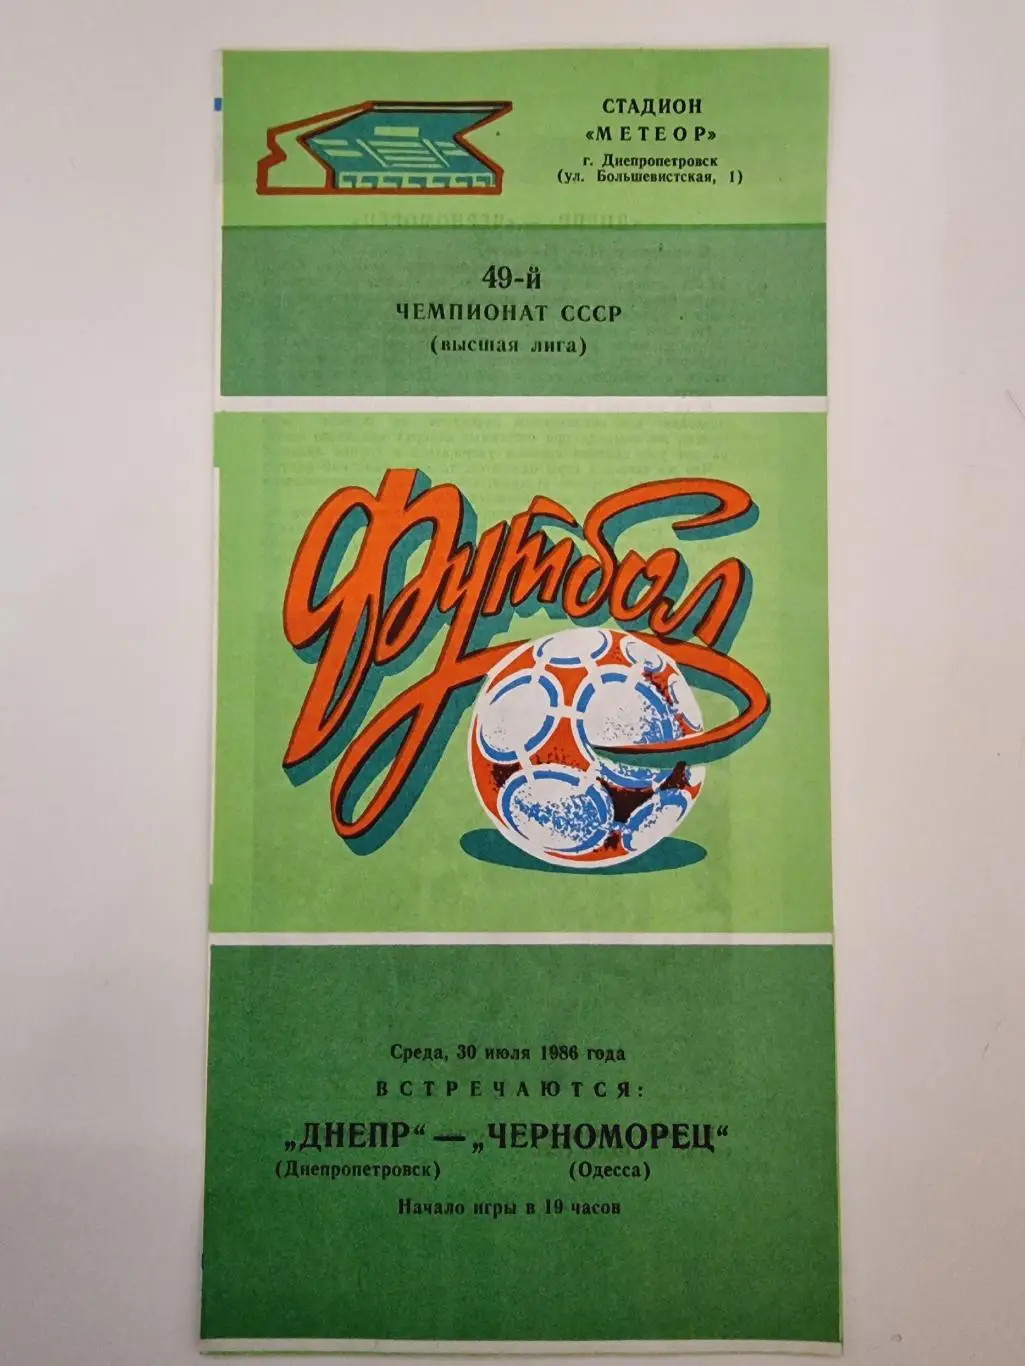 СТАДИОН
«МЕТЕОР»
г. Днепропетровск
(ул. Большевистская, 1)
49-й
ЧЕМПИОНАТ СССР
(высшая лига)
Футбол
Среда, 30 июля 1986 года
ВСТРЕЧАЮТСЯ:
„ДНЕПР“—„ЧЕРНОМОРЕЦ“
(Днепропетровск) (Одесса)
Начало игры в 19 часов